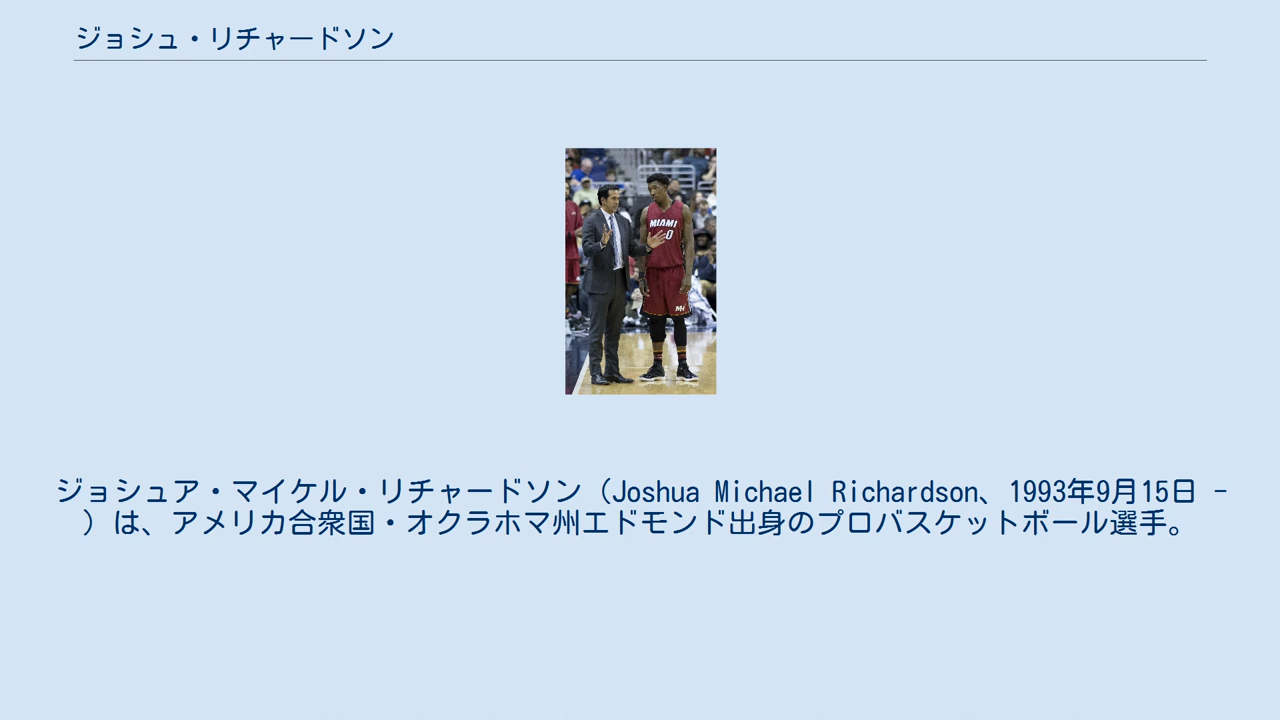 ジョシュ・リチャードソン
MIAMI
0
ジョシュア・マイケル・リチャードソン（Joshua Michael Richardson、1993年9月15日 -
）は、アメリカ合衆国・オクラホマ州エドモンド出身のプロバスケットボール選手。